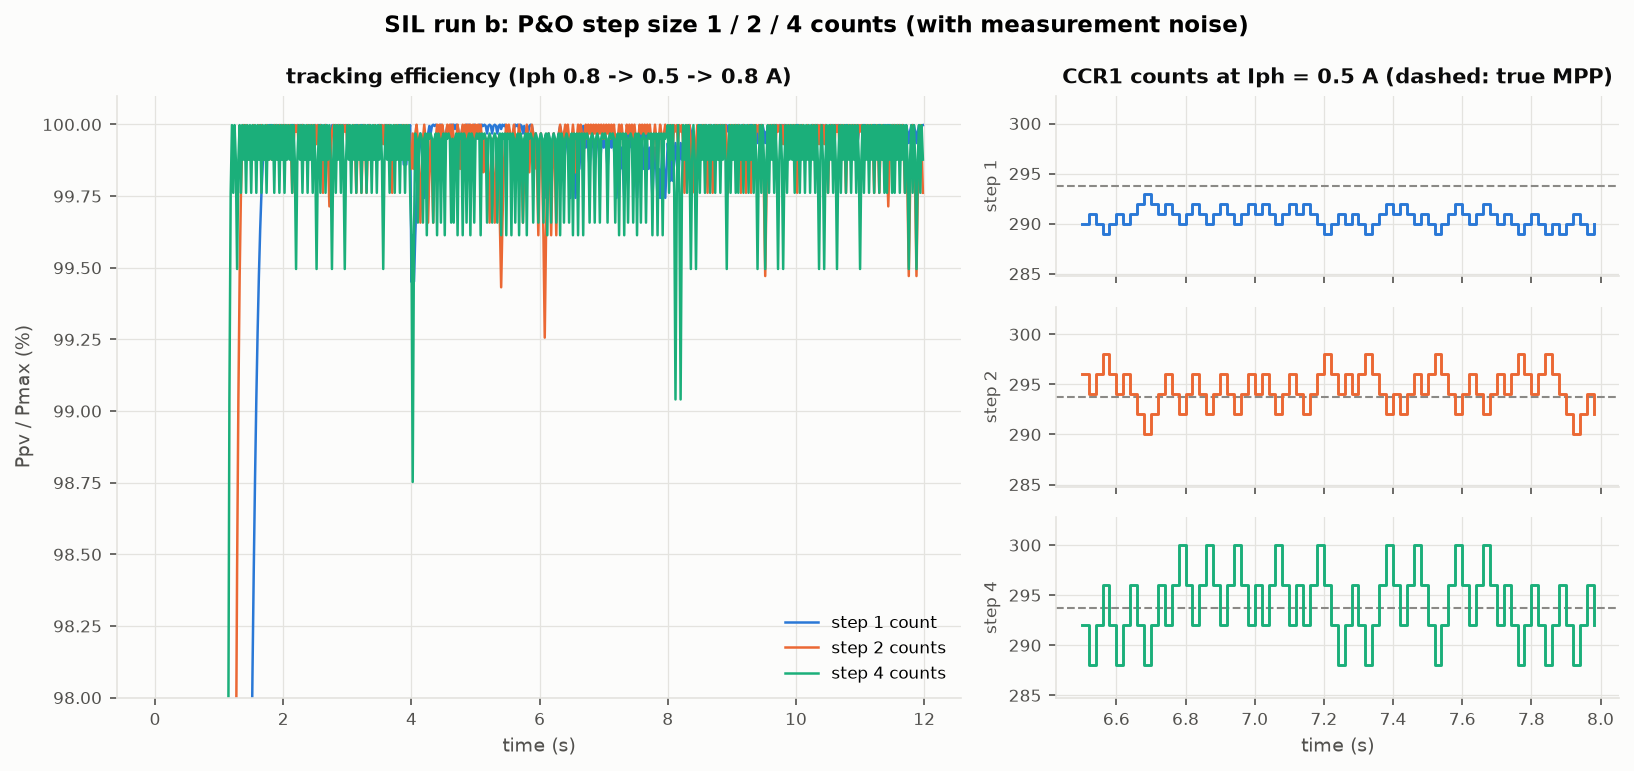 SIL run b: P&O step size 1 / 2 / 4 counts (with measurement noise)
tracking efficiency (Iph 0.8 -> 0.5 -> 0.8 A)
Ppv / Pmax (%)
100.00
99.75
99.50
99.25
99.00
98.75
98.50
98.25
98.00
0 2 4 6 8 10 12
time (s)
step 1 count
step 2 counts
step 4 counts
CCR1 counts at Iph = 0.5 A (dashed: true MPP)
step 1
300
295
290
285
step 2
300
295
290
285
step 4
300
295
290
285
6.6 6.8 7.0 7.2 7.4 7.6 7.8 8.0
time (s)